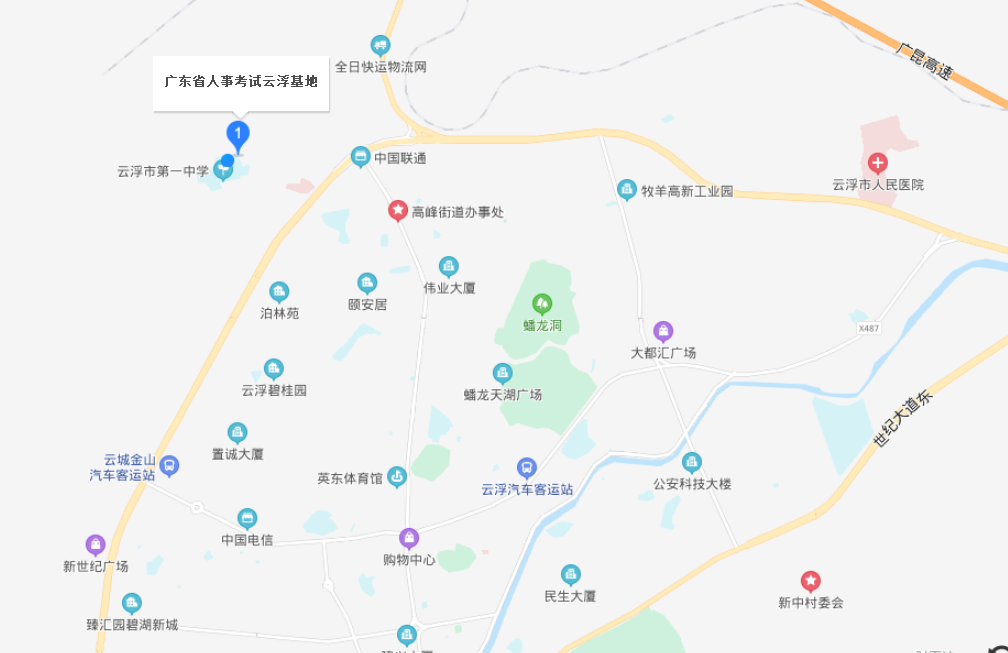 广昆高速
全日快运物流网
广东省人事考试云浮基地
1
中国联通
云浮市第一中学
云浮市人民医院
牧羊高新工业园
高峰街道办事处
伟业大厦
颐安居
泊林苑
蟠龙洞
X487
大都汇广场
云浮碧桂园
蟠龙天湖广场
世纪大道东
置诚大厦
云城金山
汽车客运站
英东体育馆
云浮汽车客运站
公安科技大楼
中国电信
新世纪广场
购物中心
民生大厦
新中村委会
臻汇园碧湖新城